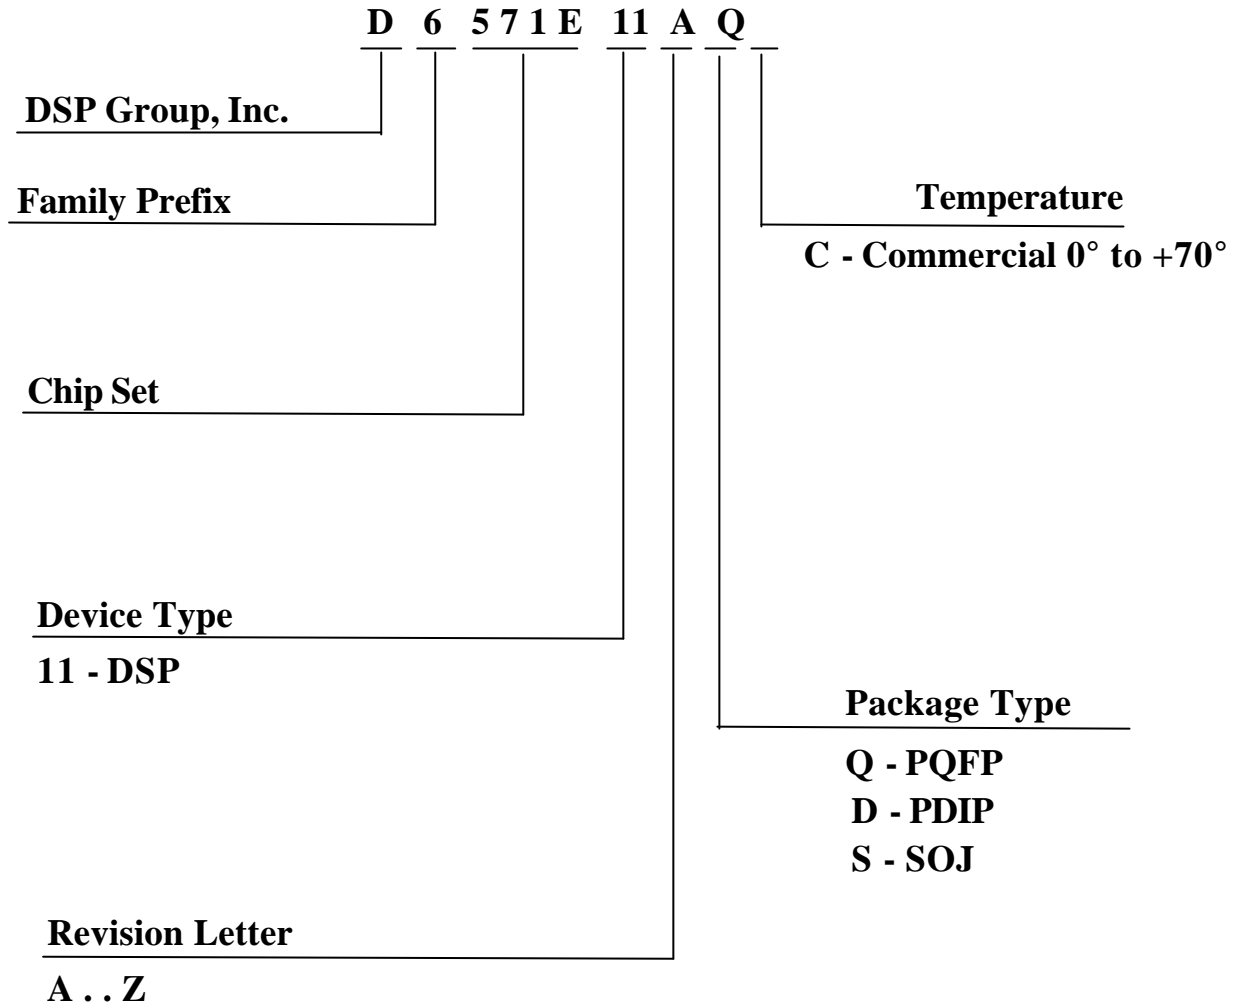 D 6 5 7 1 E 11 A Q
DSP Group, Inc.
Family Prefix
Temperature
C - Commercial 0° to +70°
Chip Set
Device Type
11 - DSP
Package Type
Q - PQFP
D - PDIP
S - SOJ
Revision Letter
A . . Z